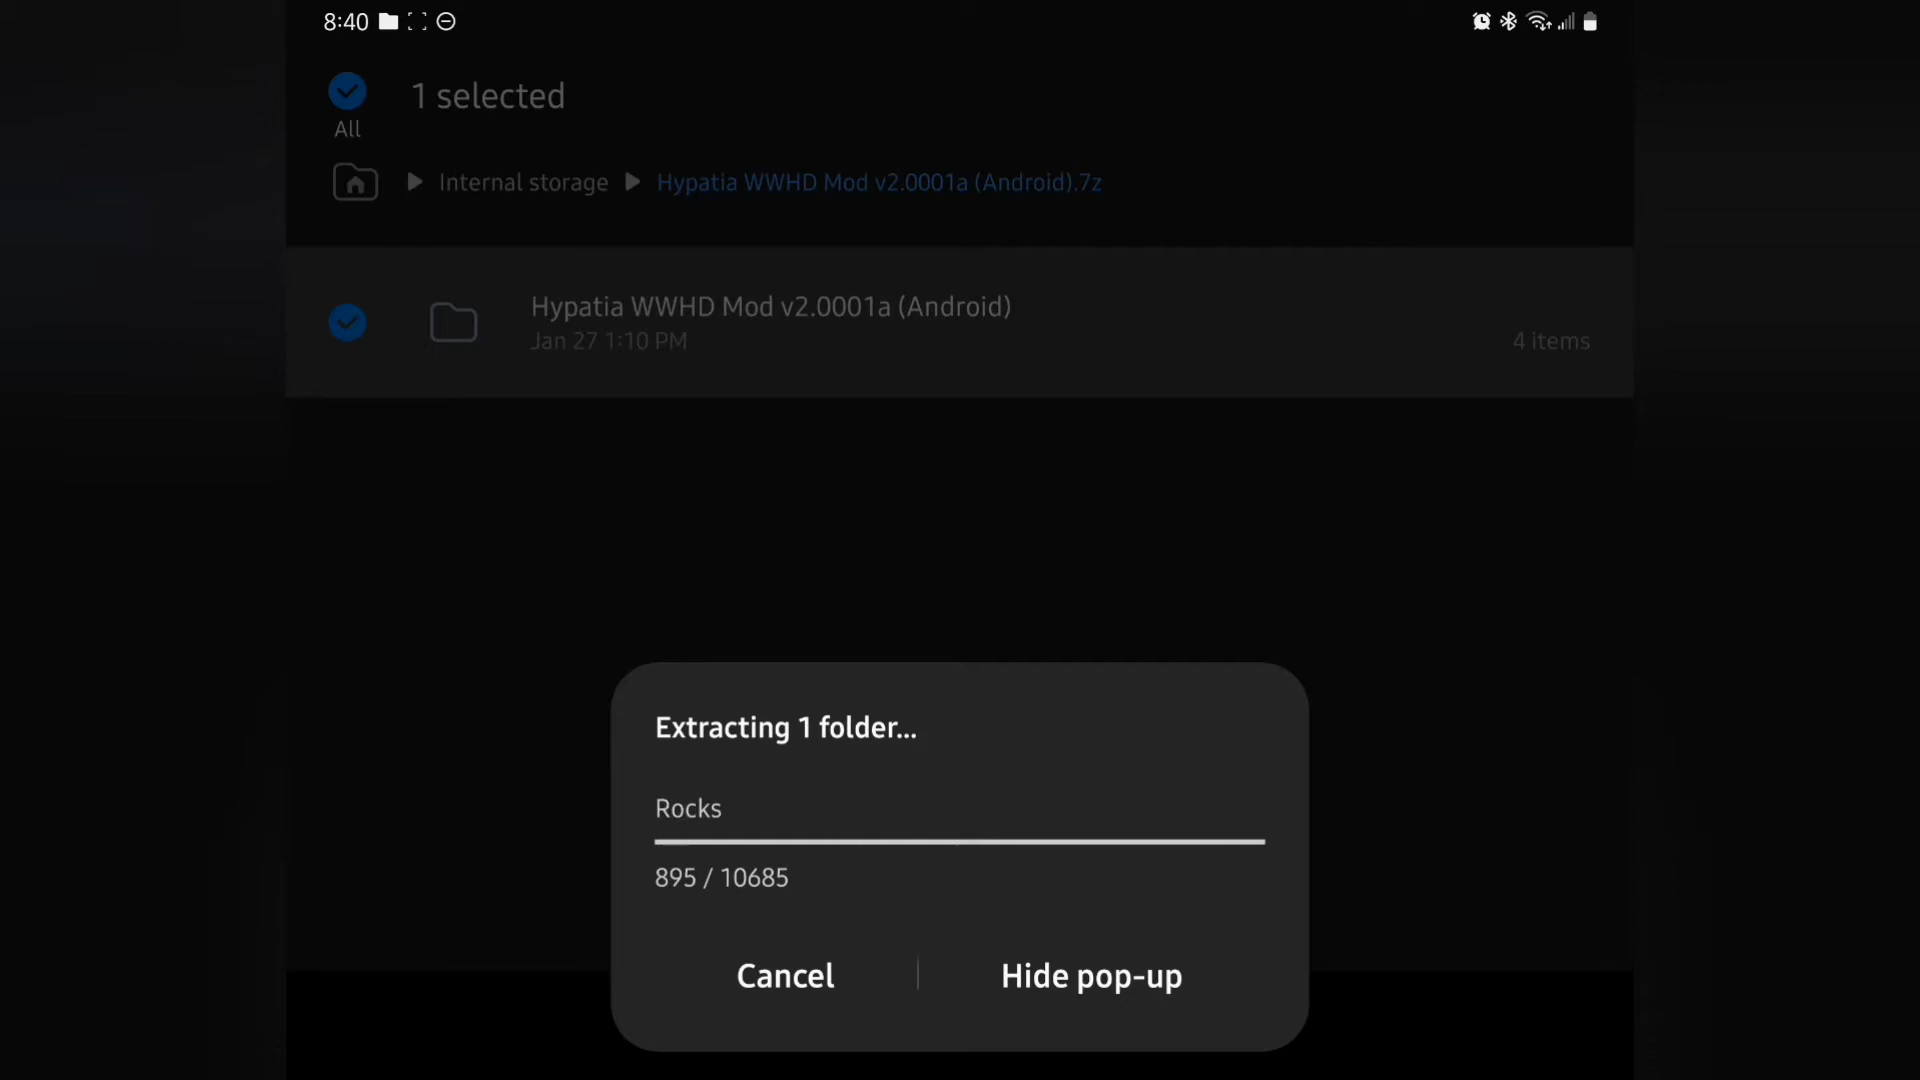 8:40
1 selected
All
Internal storage
Hypatia WWHD Mod v2.0001a (Android).7z
Hypatia WWHD Mod v2.0001a (Android)
Jan 27 1:10 PM
4 items
Extracting 1 folder...
Rocks
895 / 10685
Cancel
Hide pop-up